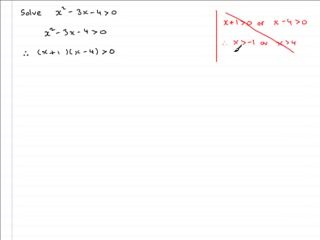 Solve x² - 3x - 4 > 0
x² - 3x - 4 > 0
∴ (x + 1)(x - 4) > 0
x + 1 > 0 or x - 4 > 0
∴ x > -1 or x > 4